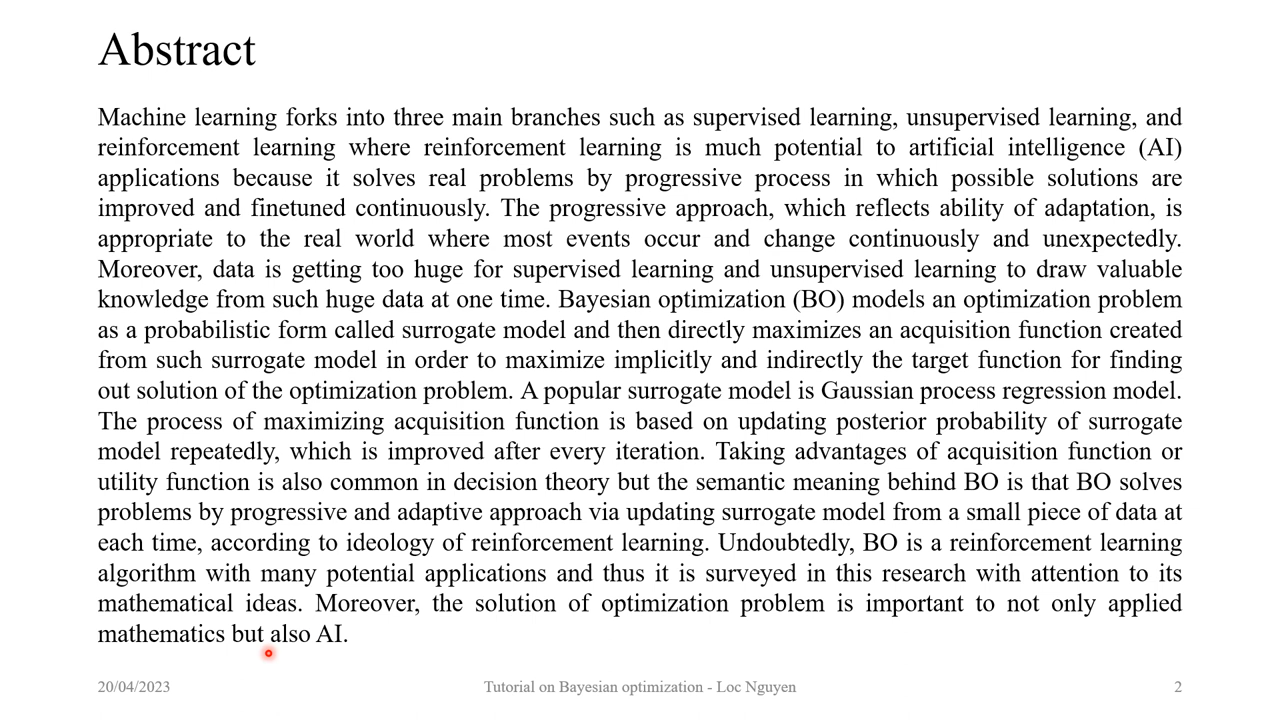 Abstract
Machine learning forks into three main branches such as supervised learning, unsupervised learning, and
reinforcement learning where reinforcement learning is much potential to artificial intelligence (AI)
applications because it solves real problems by progressive process in which possible solutions are
improved and finetuned continuously. The progressive approach, which reflects ability of adaptation, is
appropriate to the real world where most events occur and change continuously and unexpectedly.
Moreover, data is getting too huge for supervised learning and unsupervised learning to draw valuable
knowledge from such huge data at one time. Bayesian optimization (BO) models an optimization problem
as a probabilistic form called surrogate model and then directly maximizes an acquisition function created
from such surrogate model in order to maximize implicitly and indirectly the target function for finding
out solution of the optimization problem. A popular surrogate model is Gaussian process regression model.
The process of maximizing acquisition function is based on updating posterior probability of surrogate
model repeatedly, which is improved after every iteration. Taking advantages of acquisition function or
utility function is also common in decision theory but the semantic meaning behind BO is that BO solves
problems by progressive and adaptive approach via updating surrogate model from a small piece of data at
each time, according to ideology of reinforcement learning. Undoubtedly, BO is a reinforcement learning
algorithm with many potential applications and thus it is surveyed in this research with attention to its
mathematical ideas. Moreover, the solution of optimization problem is important to not only applied
mathematics but also AI.
20/04/2023
Tutorial on Bayesian optimization - Loc Nguyen
2